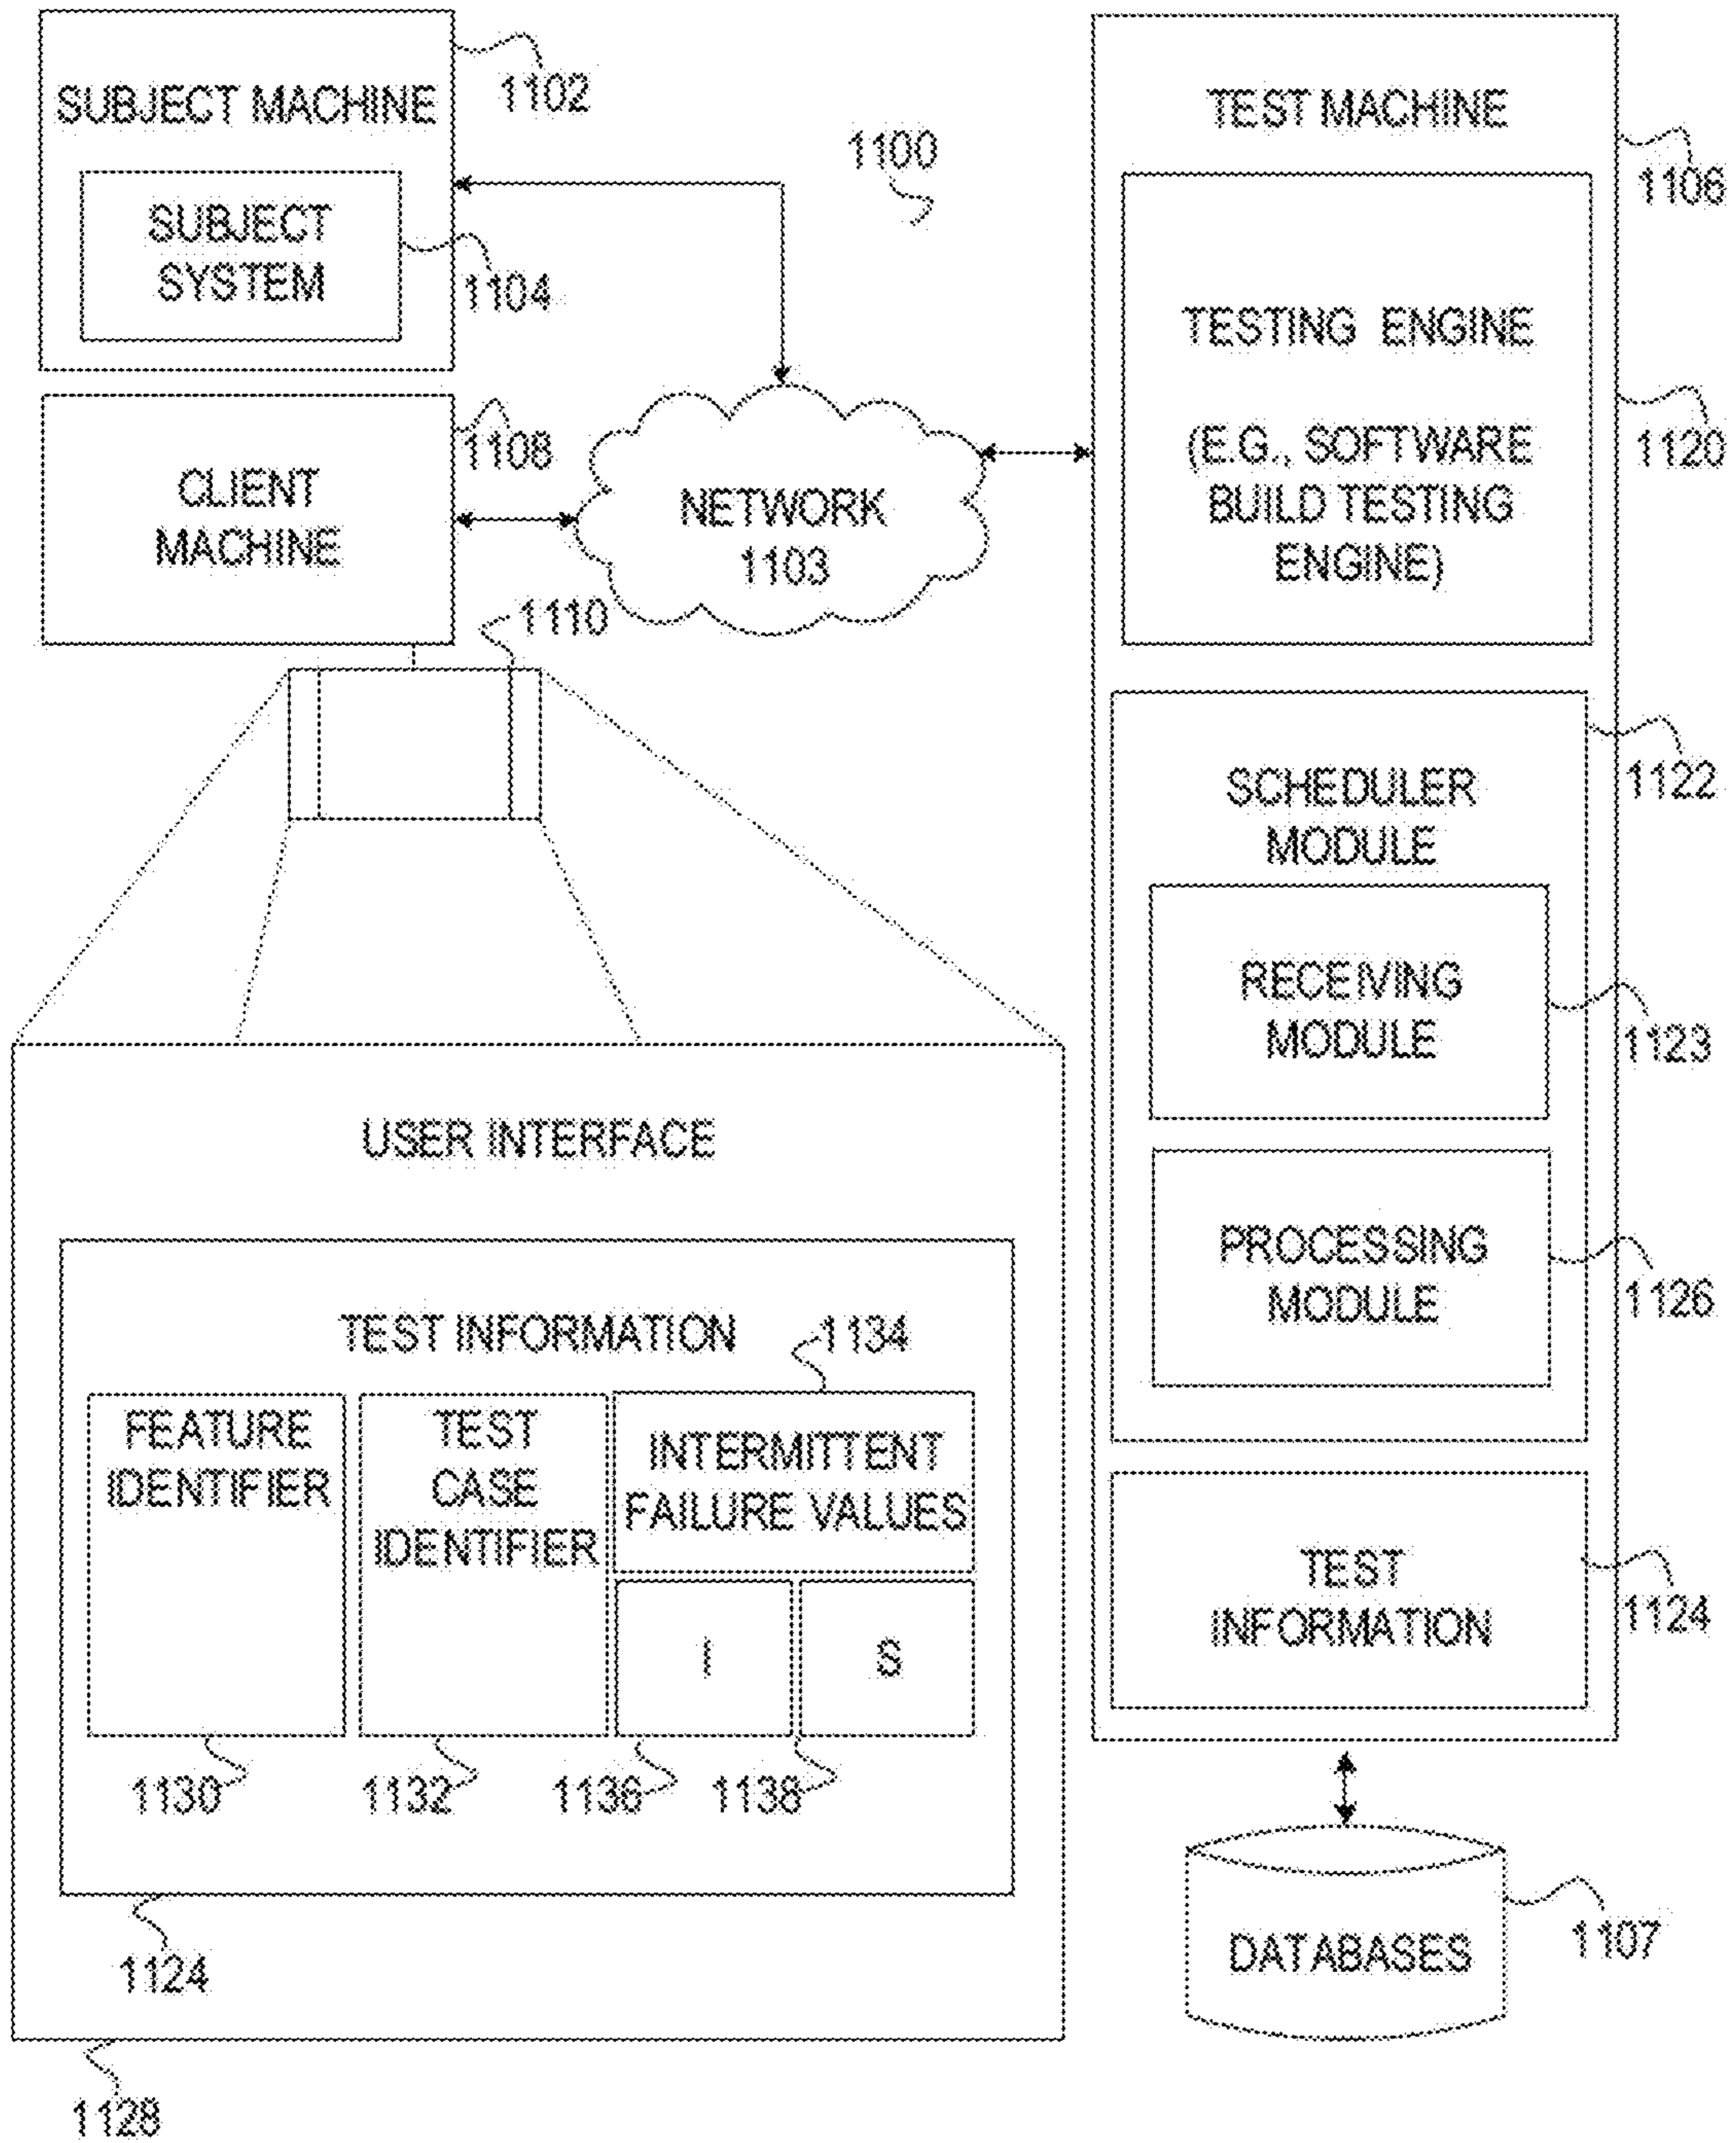 SUBJECT MACHINE
1102
SUBJECT
SYSTEM
1104
1100
TEST MACHINE
1106
TESTING ENGINE
(E.G., SOFTWARE
BUILD TESTING
ENGINE)
1120
CLIENT
MACHINE
1108
NETWORK
1103
1110
SCHEDULER
MODULE
1122
RECEIVING
MODULE
1123
PROCESSING
MODULE
1126
TEST
INFORMATION
1124
DATABASES
1107
USER INTERFACE
TEST INFORMATION
1134
FEATURE
IDENTIFIER
TEST
CASE
IDENTIFIER
INTERMITTENT
FAILURE VALUES
I
S
1130
1132
1136
1138
1124
1128